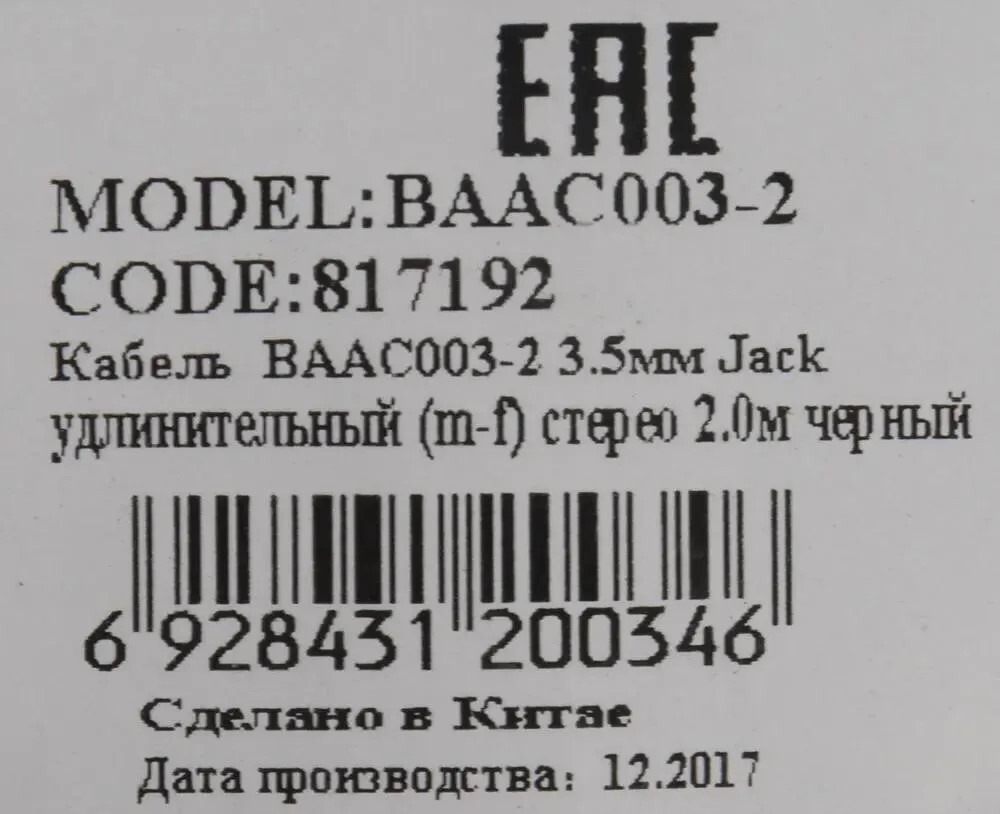 EAC
MODEL:BAAC003-2
CODE:817192
Кабель BAAC003-2 3.5мм Jack
удлинительный (m-f) стерео 2.0м черный
6 928431 200346
Сделано в Китае
Дата производства: 12.2017